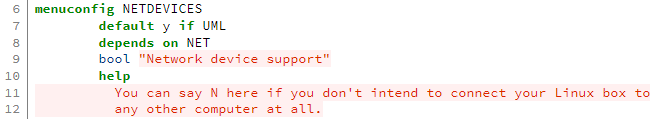 6 menuconfig NETDEVICES
7 default y if UML
8 depends on NET
9 bool "Network device support"
10 help
11 You can say N here if you don't intend to connect your Linux box to
12 any other computer at all.